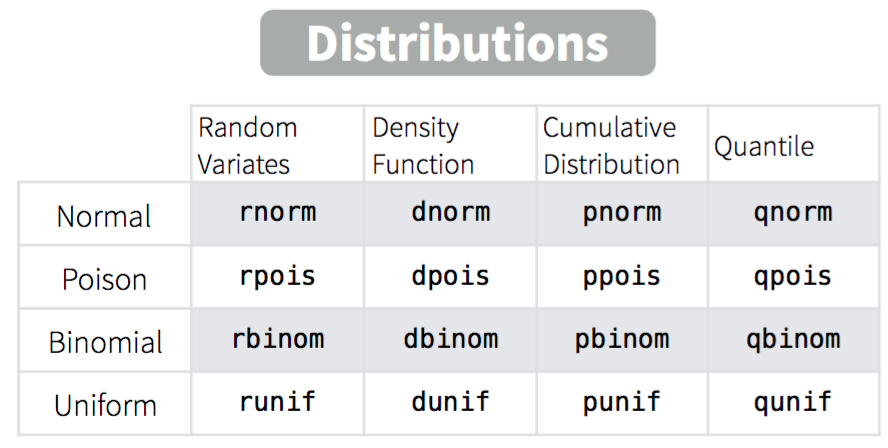 Distributions
Random Variates Density Function Cumulative Distribution Quantile
Normal rnorm dnorm pnorm qnorm
Poison rpois dpois ppois qpois
Binomial rbinom dbinom pbinom qbinom
Uniform runif dunif punif qunif